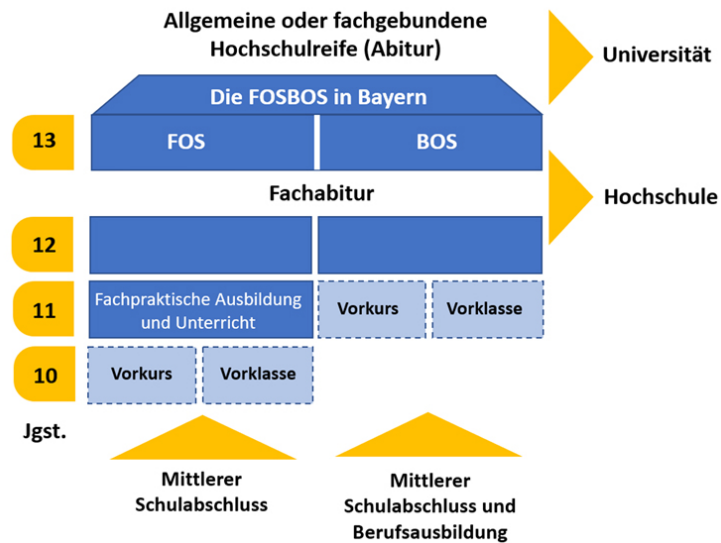 Allgemeine oder fachgebundene
Hochschulreife (Abitur)
Universität
Die FOSBOS in Bayern
13
FOS
BOS
Fachabitur
Hochschule
12
11
Fachpraktische Ausbildung
und Unterricht
Vorkurs
Vorklasse
10
Vorkurs
Vorklasse
Jgst.
Mittlerer
Schulabschluss
Mittlerer
Schulabschluss und
Berufsausbildung